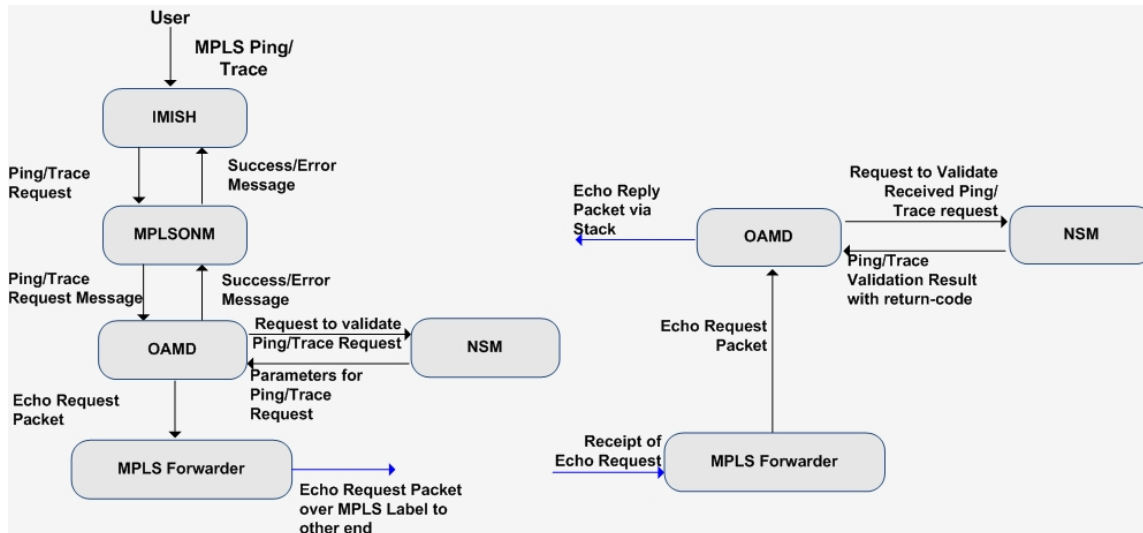 User
MPLS Ping/
Trace
IMISH
Ping/Trace
Request
Success/Error
Message
MPLSONM
Ping/Trace
Request Message
Success/Error
Message
OAMD
Request to validate
Ping/Trace Request
NSM
Parameters for
Ping/Trace
Request
Echo Request
Packet
MPLS Forwarder
Echo Request Packet
over MPLS Label to
other end
Echo Reply
Packet via
Stack
OAMD
Request to Validate
Received Ping/
Trace request
NSM
Ping/Trace
Validation Result
with return-code
Echo Request
Packet
Receipt of
Echo Request
MPLS Forwarder